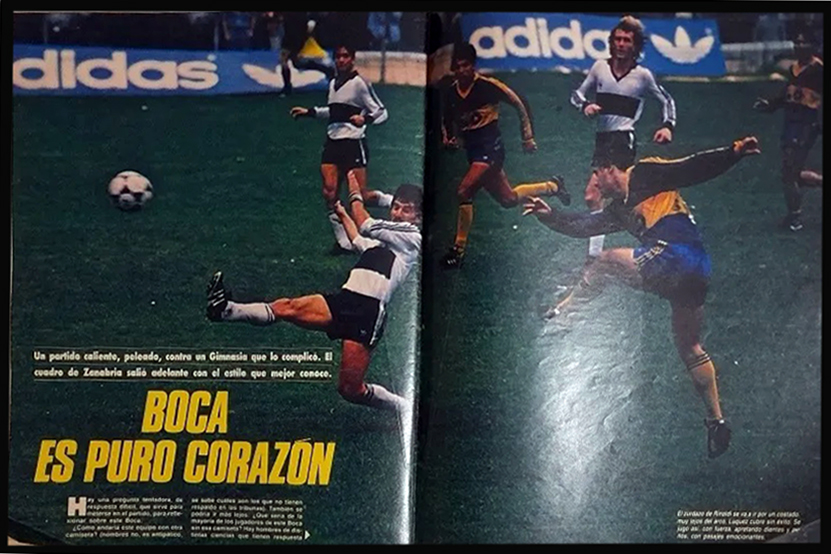 didas
adidas
Un partido caliente, peleado, contra un Gimnasia que lo complicó. El
cuadro de Zanabria salió adelante con el estilo que mejor conoce.
BOCA
ES PURO CORAZÓN
Hay una pregunta tentadora, de
respuesta difícil, que sirve para
meterse en el partido, para refle-
xionar sobre este Boca.
¿Cómo andaría este equipo con otra
camiseta? (nombres no, es antipático,
se sabe cuáles son los que no tienen
respaldo en las tribunas). También se
podría ir más lejos: ¿Qué sería de la
mayoría de los jugadores de este Boca
sin esa camiseta? Hay hombres de dis-
tintas ciencias que tienen respuesta
El zurdazo de Rinaldi se va a ir por un costado,
muy lejos del arco. Luquez cubre sin éxito. Se
jugó así, con fuerza, apretando dientes y pier-
nas, con pasajes emocionantes.